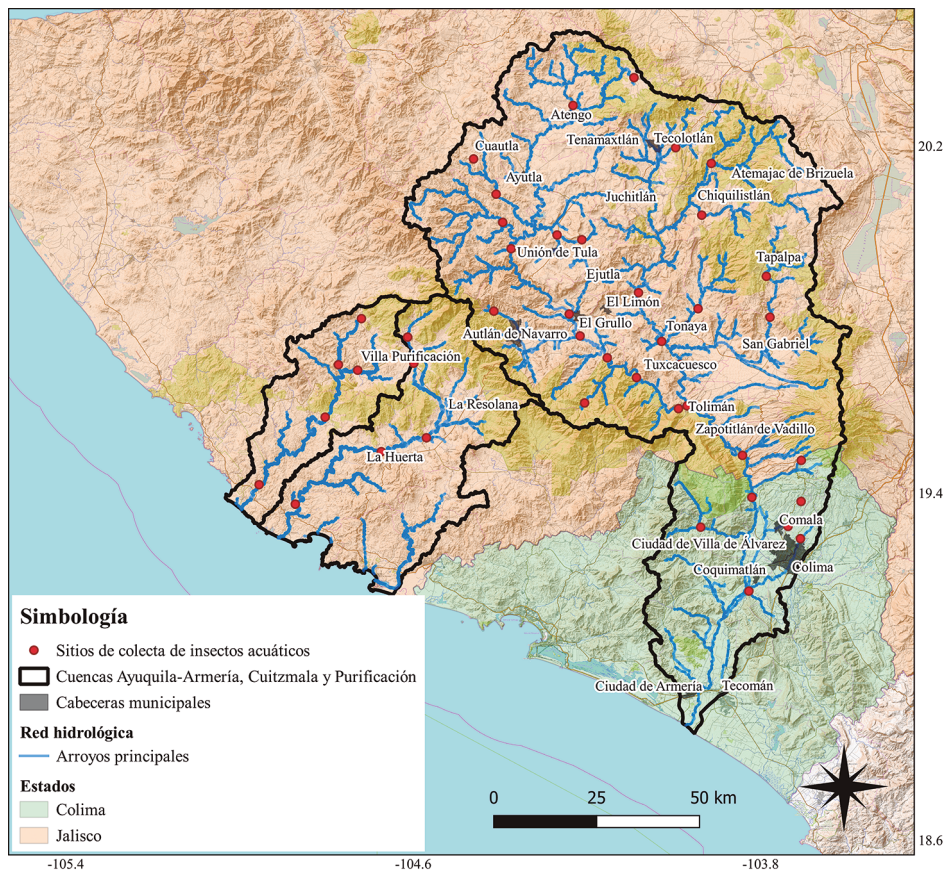 Atengo
Tenamaxtlán
Tecolotlán
20.2
Cuautla
Ayutla
Atemajac de Brizuela
Juchitlán
Chiquilistlán
Unión de Tula
Tapalpa
Ejutla
El Limón
El Grullo
Tonaya
Autlán de Navarro
San Gabriel
Villa Purificación
Tuxcacuesco
La Resolana
Tolimán
Zapotitlán de Vadillo
La Huerta
19.4
Comala
Ciudad de Villa de Álvarez
Coquimatlán
Colima
Ciudad de Armería
Tecomán
Simbología
Sitios de colecta de insectos acuáticos
Cuencas Ayuquila-Armería, Cuitzmala y Purificación
Cabeceras municipales
Red hidrológica
Arroyos principales
Estados
Colima
Jalisco
0 25 50 km
18.6
-105.4 -104.6 -103.8